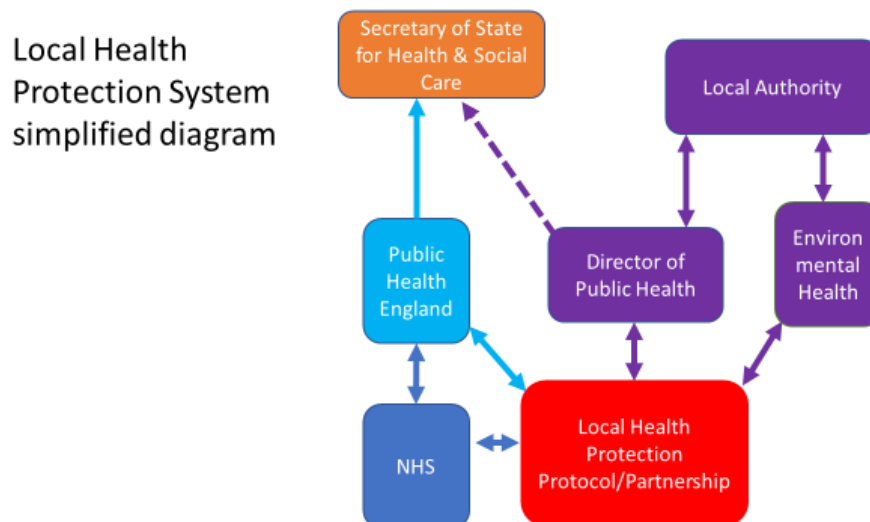 Local Health
Protection System
simplified diagram
Secretary of State
for Health & Social
Care
Local Authority
Public
Health
England
Director of
Public Health
Environ
mental
Health
NHS
Local Health
Protection
Protocol/Partnership